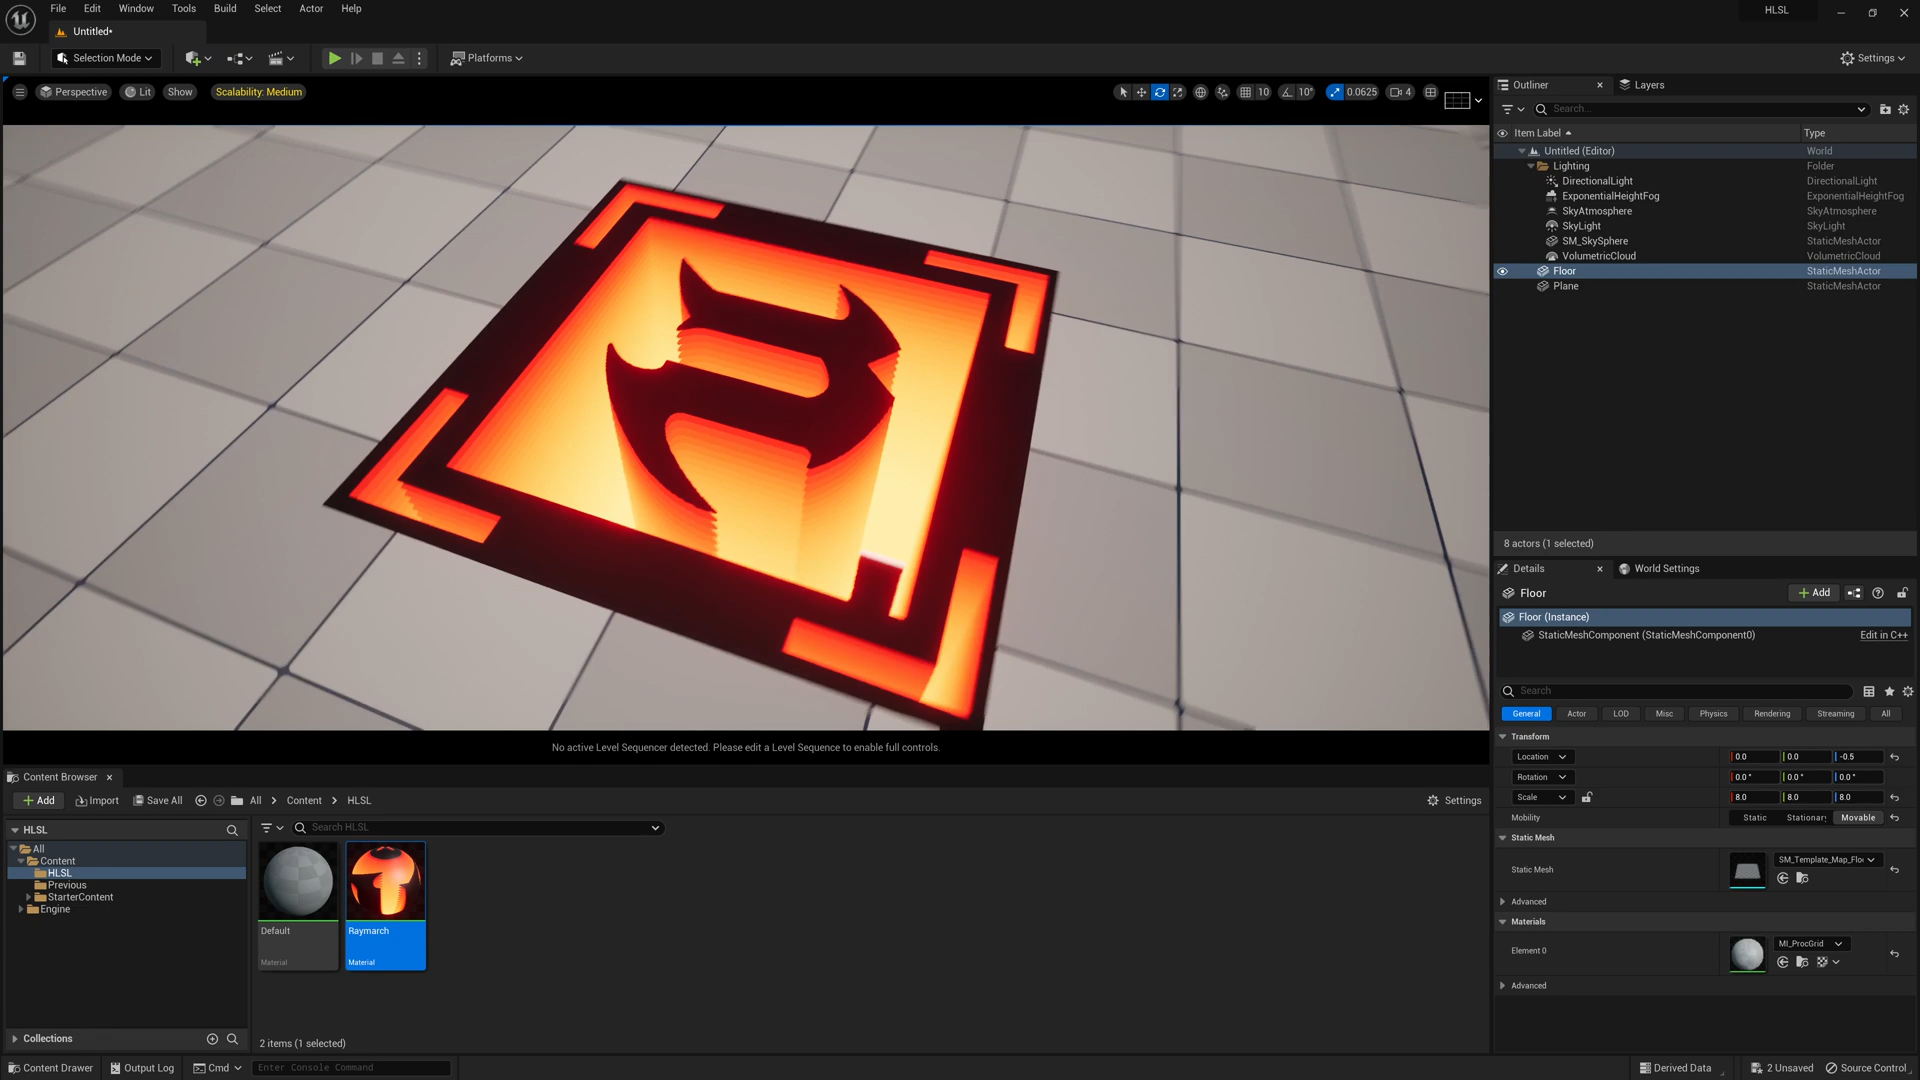 File Edit Window Tools Build Select Actor Help HLSL
Untitled*
Selection Mode Platforms Settings
Perspective Lit Show Scalability: Medium 10 10° 0.0625 4
No active Level Sequencer detected. Please edit a Level Sequence to enable full controls.
Content Browser
Add Import Save All All Content HLSL Settings
HLSL
All
Content
HLSL
Previous
StarterContent
Engine
Collections
Search HLSL
Default
Material
Raymarch
Material
2 items (1 selected)
Outliner Layers
Search...
Item Label Type
Untitled (Editor) World
Lighting Folder
DirectionalLight DirectionalLight
ExponentialHeightFog ExponentialHeightFog
SkyAtmosphere SkyAtmosphere
SkyLight SkyLight
SM_SkySphere StaticMeshActor
VolumetricCloud VolumetricCloud
Floor StaticMeshActor
Plane StaticMeshActor
8 actors (1 selected)
Details World Settings
Floor Add
Floor (Instance)
StaticMeshComponent (StaticMeshComponent0) Edit in C++
Search
General Actor LOD Misc Physics Rendering Streaming All
Transform
Location 0.0 0.0 -0.5
Rotation 0.0° 0.0° 0.0°
Scale 8.0 8.0 8.0
Mobility Static Stationary Movable
Static Mesh
Static Mesh SM_Template_Map_Floo
Advanced
Materials
Element 0 MI_ProcGrid
Advanced
Content Drawer Output Log Cmd Enter Console Command Derived Data 2 Unsaved Source Control